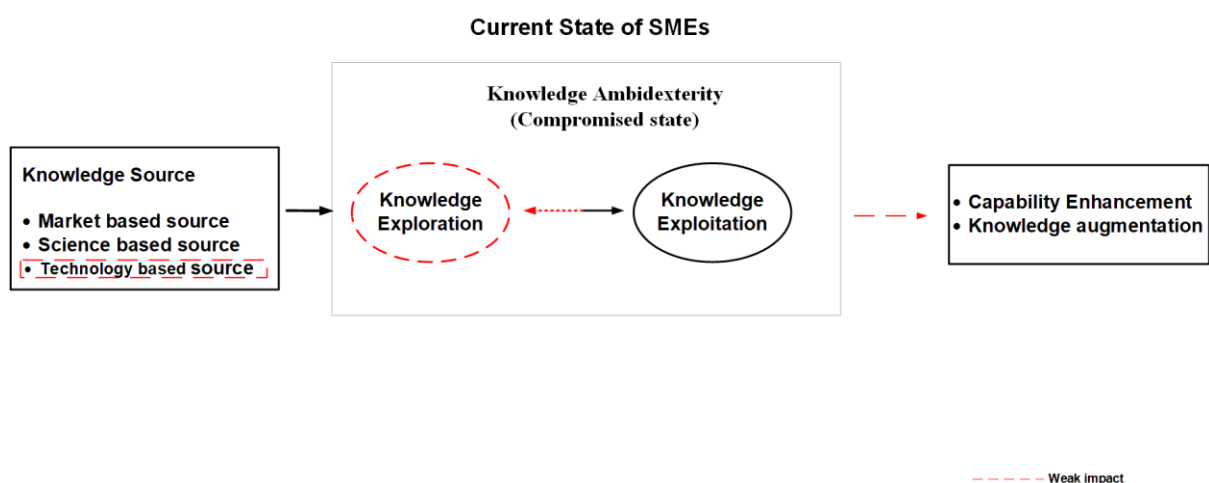 Current State of SMEs
Knowledge Ambidexterity
(Compromised state)
Knowledge Source
• Market based source
• Science based source
• Technology based source
Knowledge
Exploration
Knowledge
Exploitation
• Capability Enhancement
• Knowledge augmentation
Weak impact